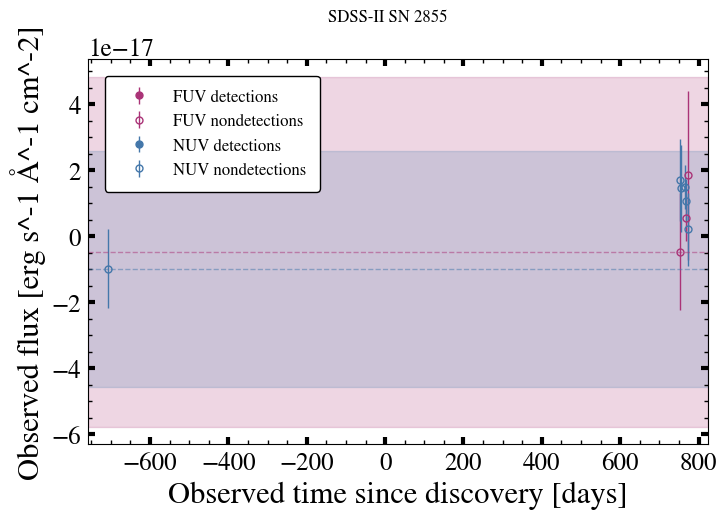 SDSS-II SN 2855
1e−17
FUV detections
FUV nondetections
NUV detections
NUV nondetections
4
2
0
−2
−4
−6
Observed flux [erg s^-1 Å^-1 cm^-2]
−600 −400 −200 0 200 400 600 800
Observed time since discovery [days]